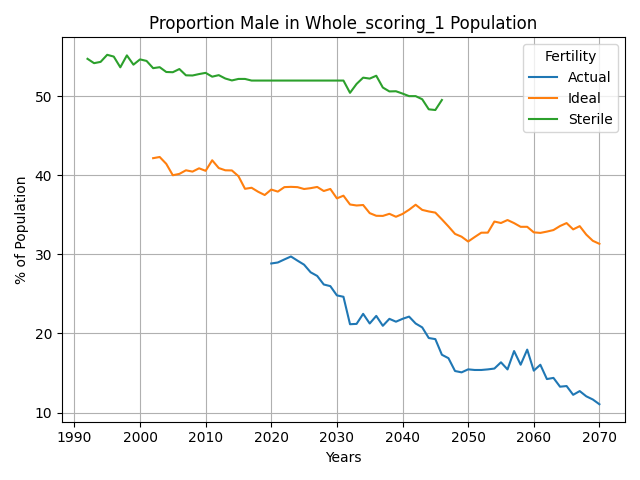 Proportion Male in Whole_scoring_1 Population
Fertility
Actual
Ideal
Sterile
% of Population
50
40
30
20
10
1990 2000 2010 2020 2030 2040 2050 2060 2070
Years